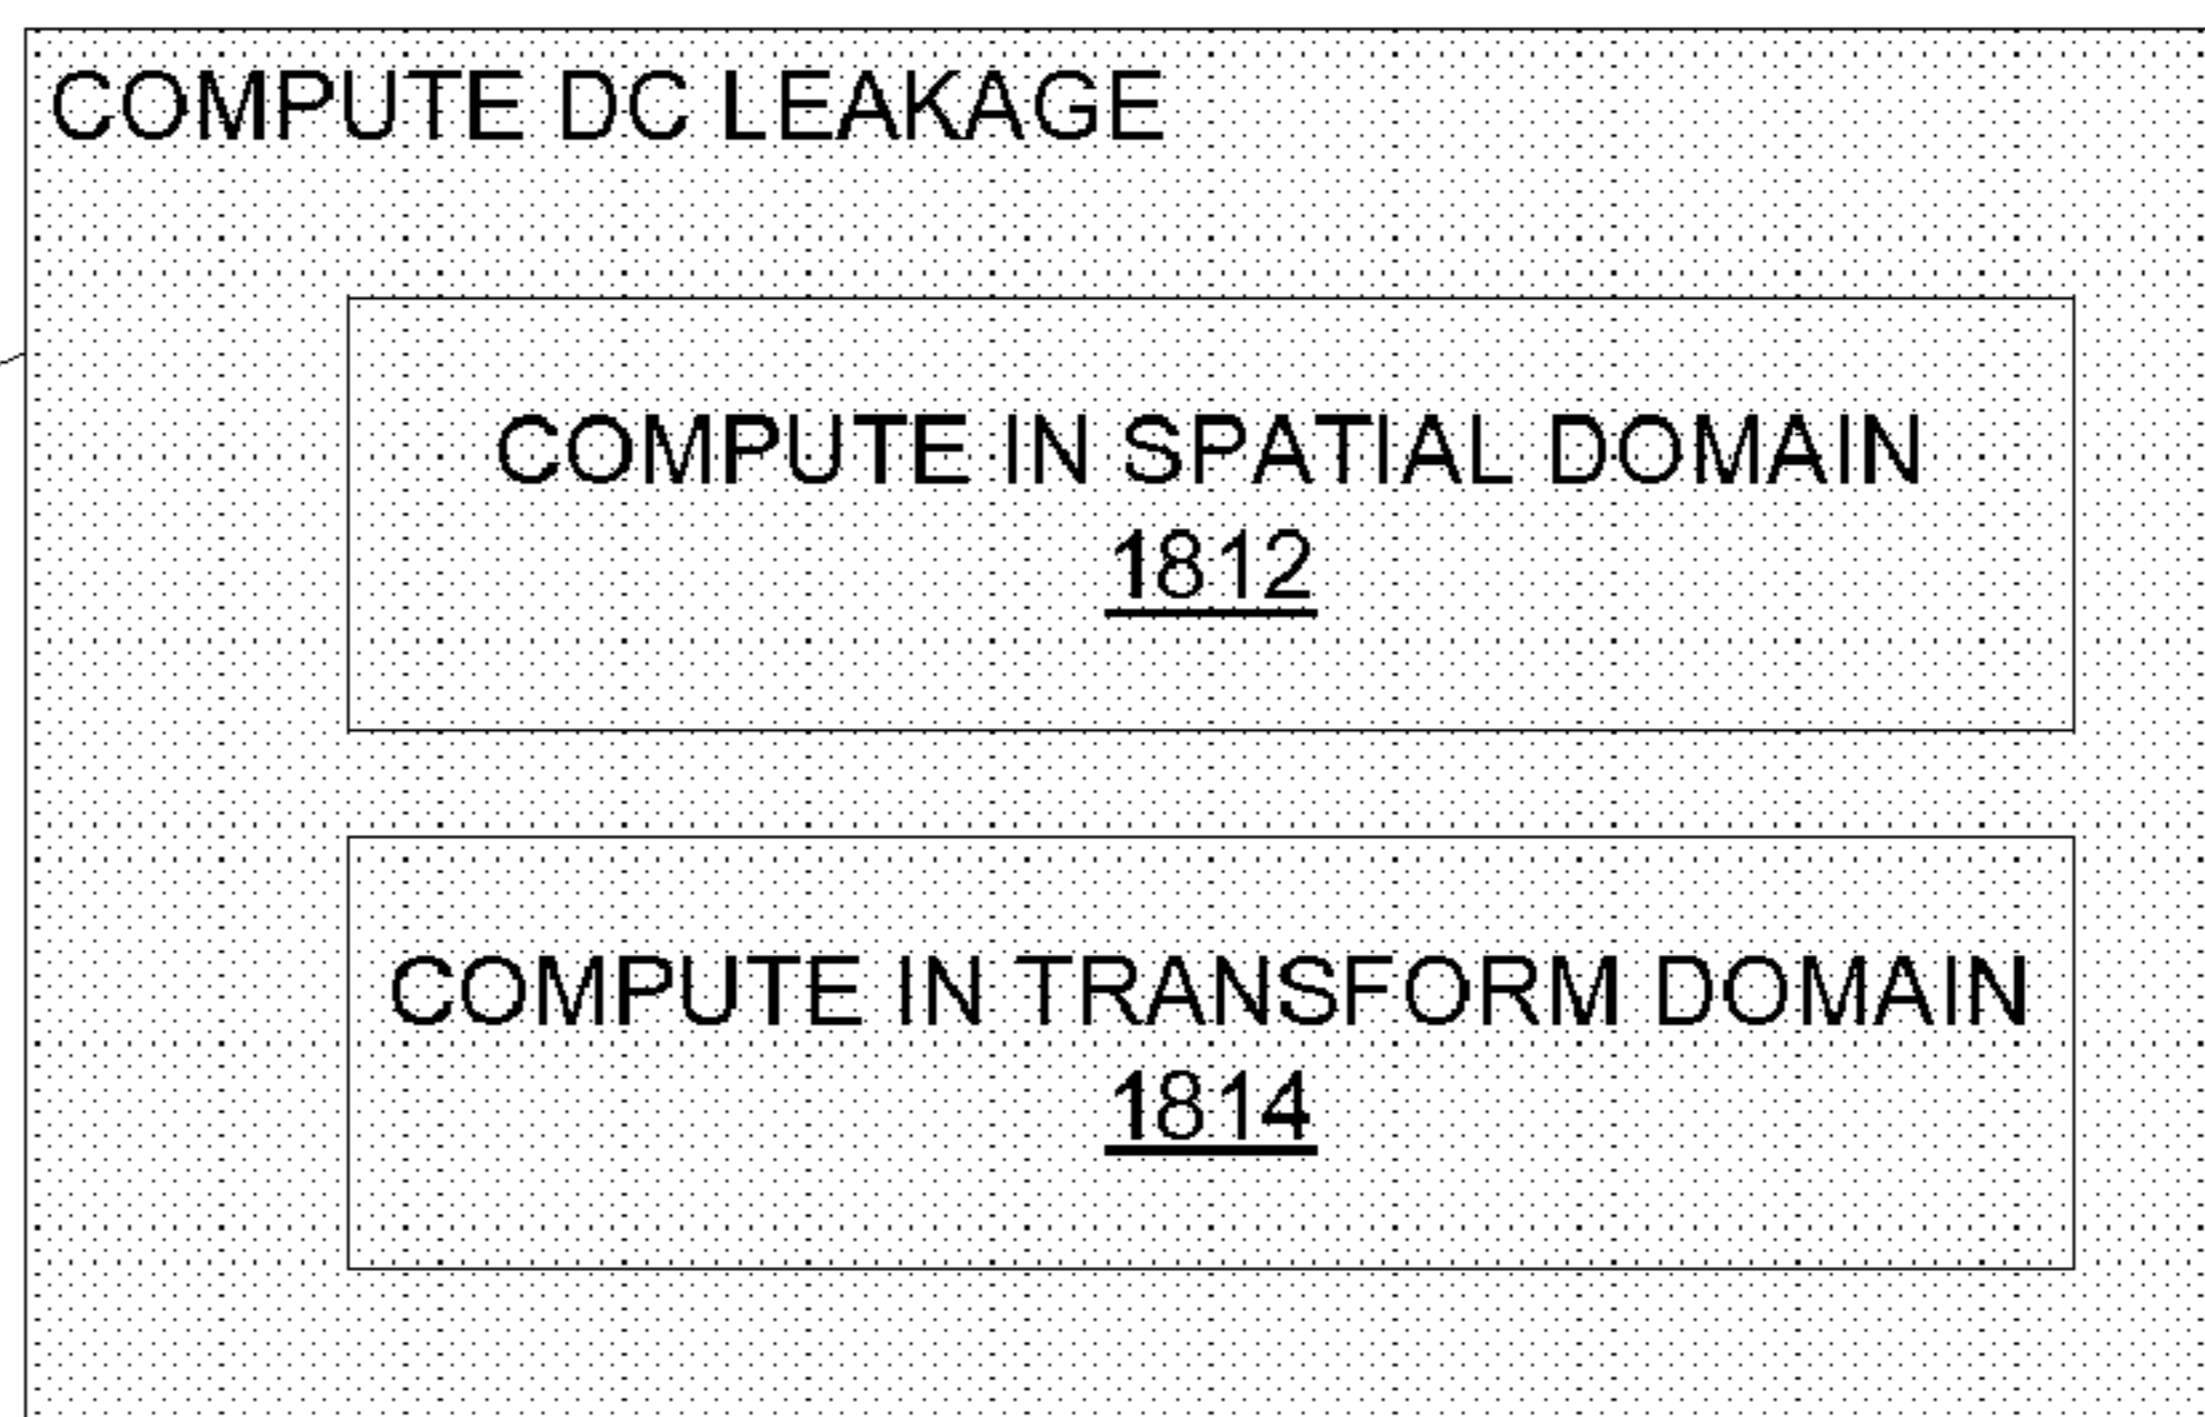 COMPUTE DC LEAKAGE
COMPUTE IN SPATIAL DOMAIN
1812
COMPUTE IN TRANSFORM DOMAIN
1814